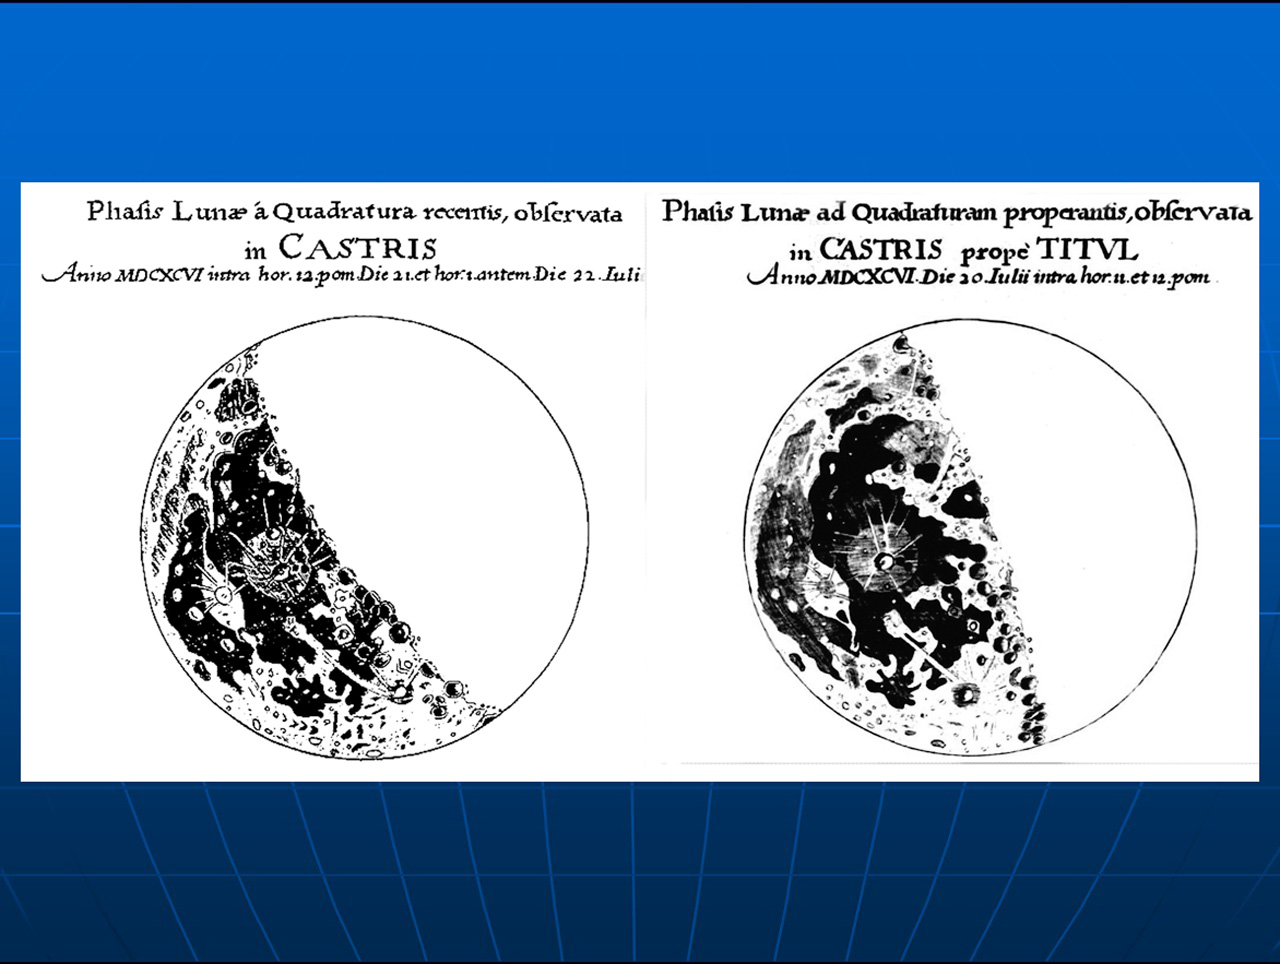 Phaſis Lunæ á Quadratura recentis, obſervata
in CASTRIS
Anno MDCXCVI intra hor. 12. pom. Die 21. et hor. 1. antem. Die 22. Iuli
Phaſis Lunæ ad Quadraturam properantis, obſervata
in CASTRIS propè TITVL
Anno MDCXCVI. Die 20. Iulii intra hor. 11. et 12. pom.